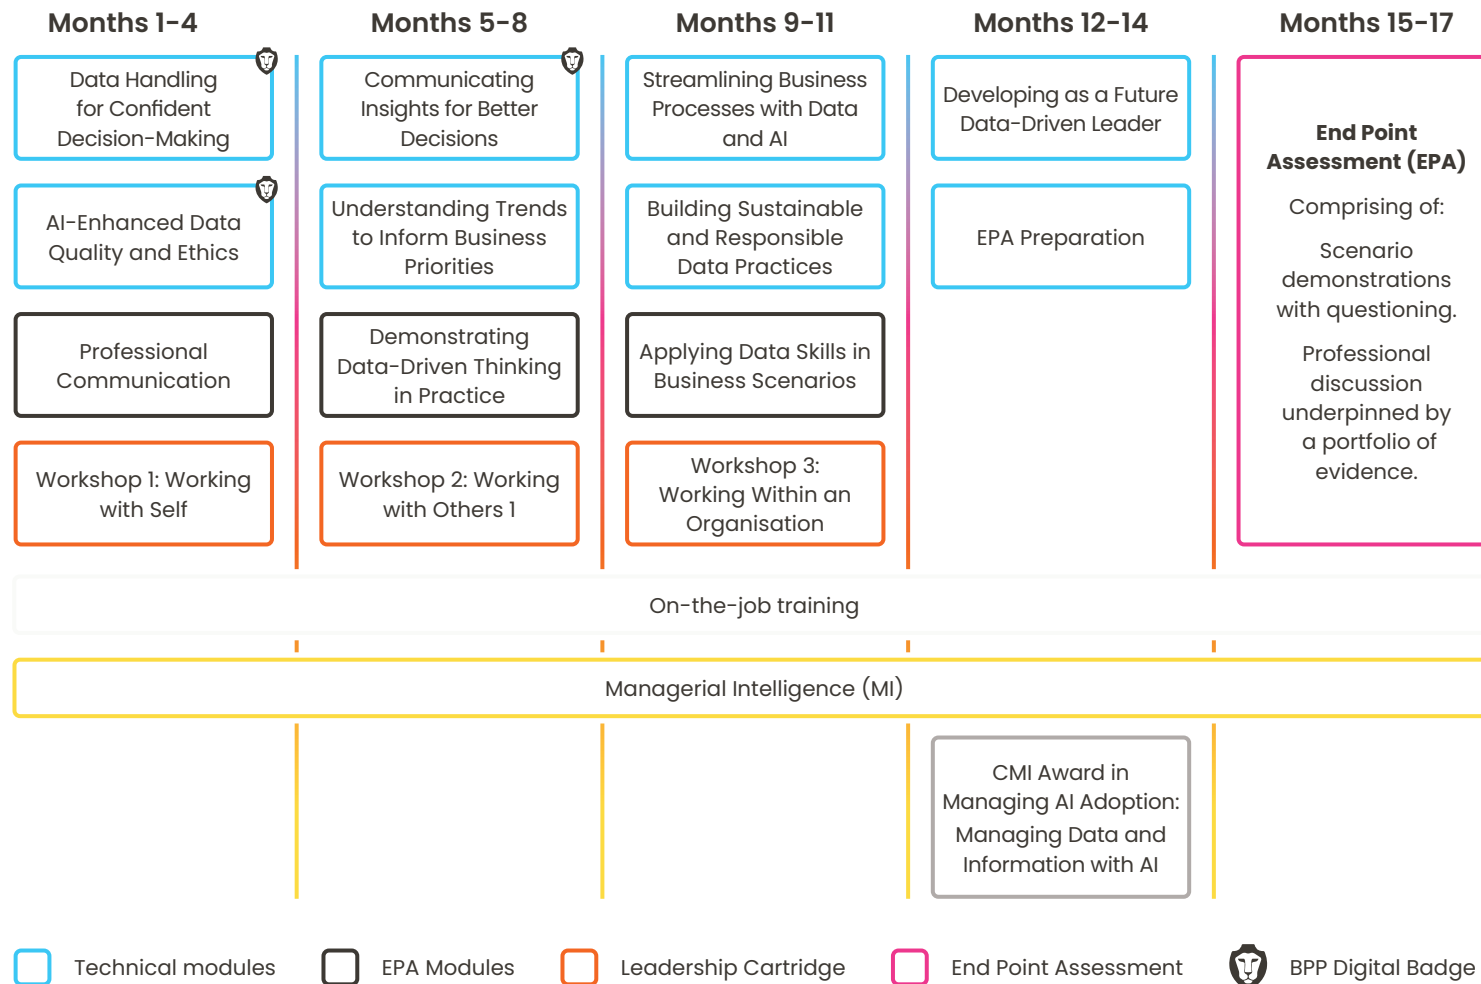 Months 1-4
Months 5-8
Months 9-11
Months 12-14
Months 15-17
Data Handling
for Confident
Decision-Making
AI-Enhanced Data
Quality and Ethics
Professional
Communication
Workshop 1: Working
with Self
Communicating
Insights for Better
Decisions
Understanding Trends
to Inform Business
Priorities
Demonstrating
Data-Driven Thinking
in Practice
Workshop 2: Working
with Others 1
Streamlining Business
Processes with Data
and AI
Building Sustainable
and Responsible
Data Practices
Applying Data Skills in
Business Scenarios
Workshop 3:
Working Within an
Organisation
Developing as a Future
Data-Driven Leader
EPA Preparation
End Point
Assessment (EPA)
Comprising of:
Scenario
demonstrations
with questioning.
Professional
discussion
underpinned by
a portfolio of
evidence.
On-the-job training
Managerial Intelligence (MI)
CMI Award in
Managing AI Adoption:
Managing Data and
Information with AI
Technical modules
EPA Modules
Leadership Cartridge
End Point Assessment
BPP Digital Badge